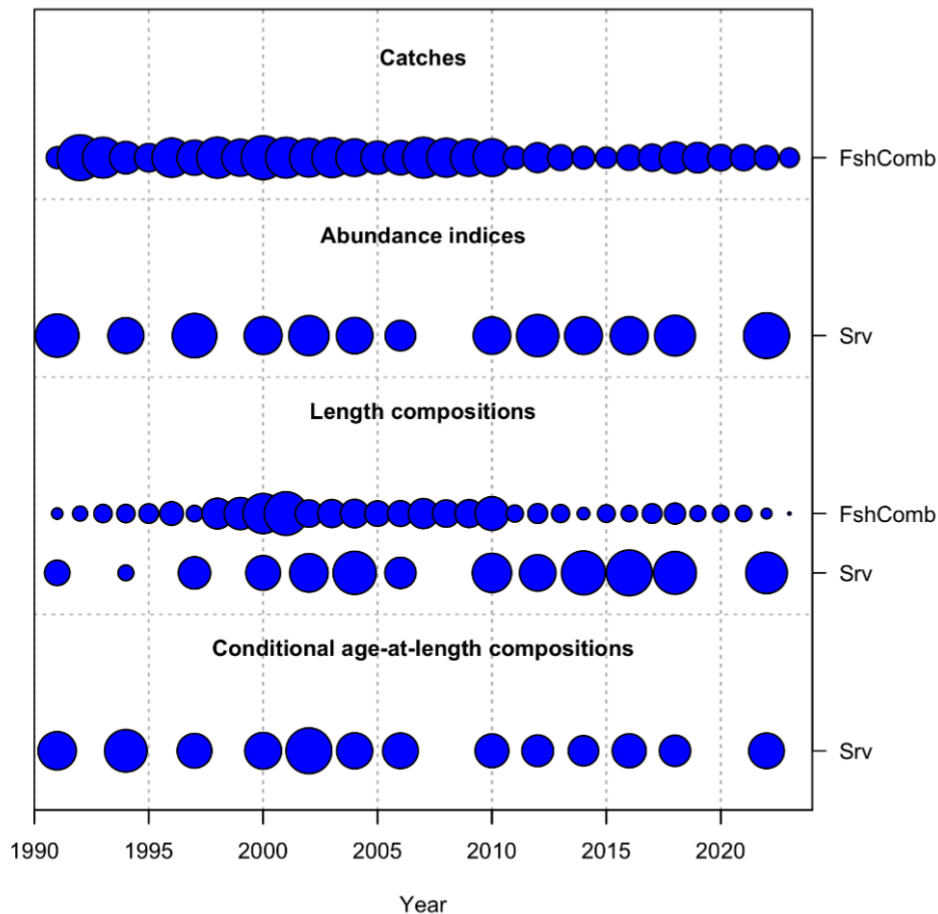 Catches
FshComb
Abundance indices
Srv
Length compositions
FshComb
Srv
Conditional age-at-length compositions
Srv
1990 1995 2000 2005 2010 2015 2020
Year